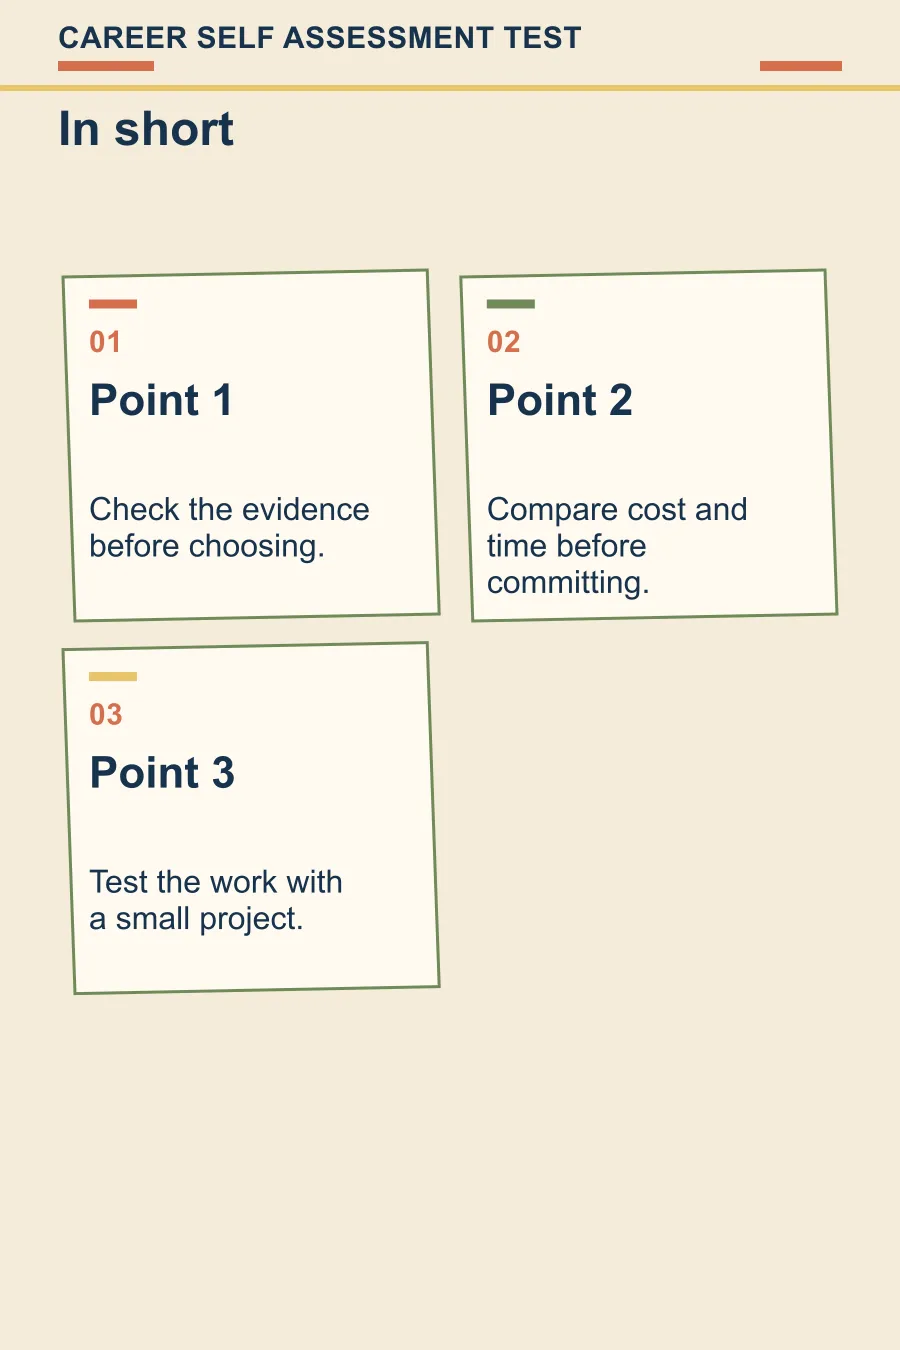 CAREER SELF ASSESSMENT TEST
In short
01
Point 1
Check the evidence
before choosing.
02
Point 2
Compare cost and
time before
committing.
03
Point 3
Test the work with
a small project.